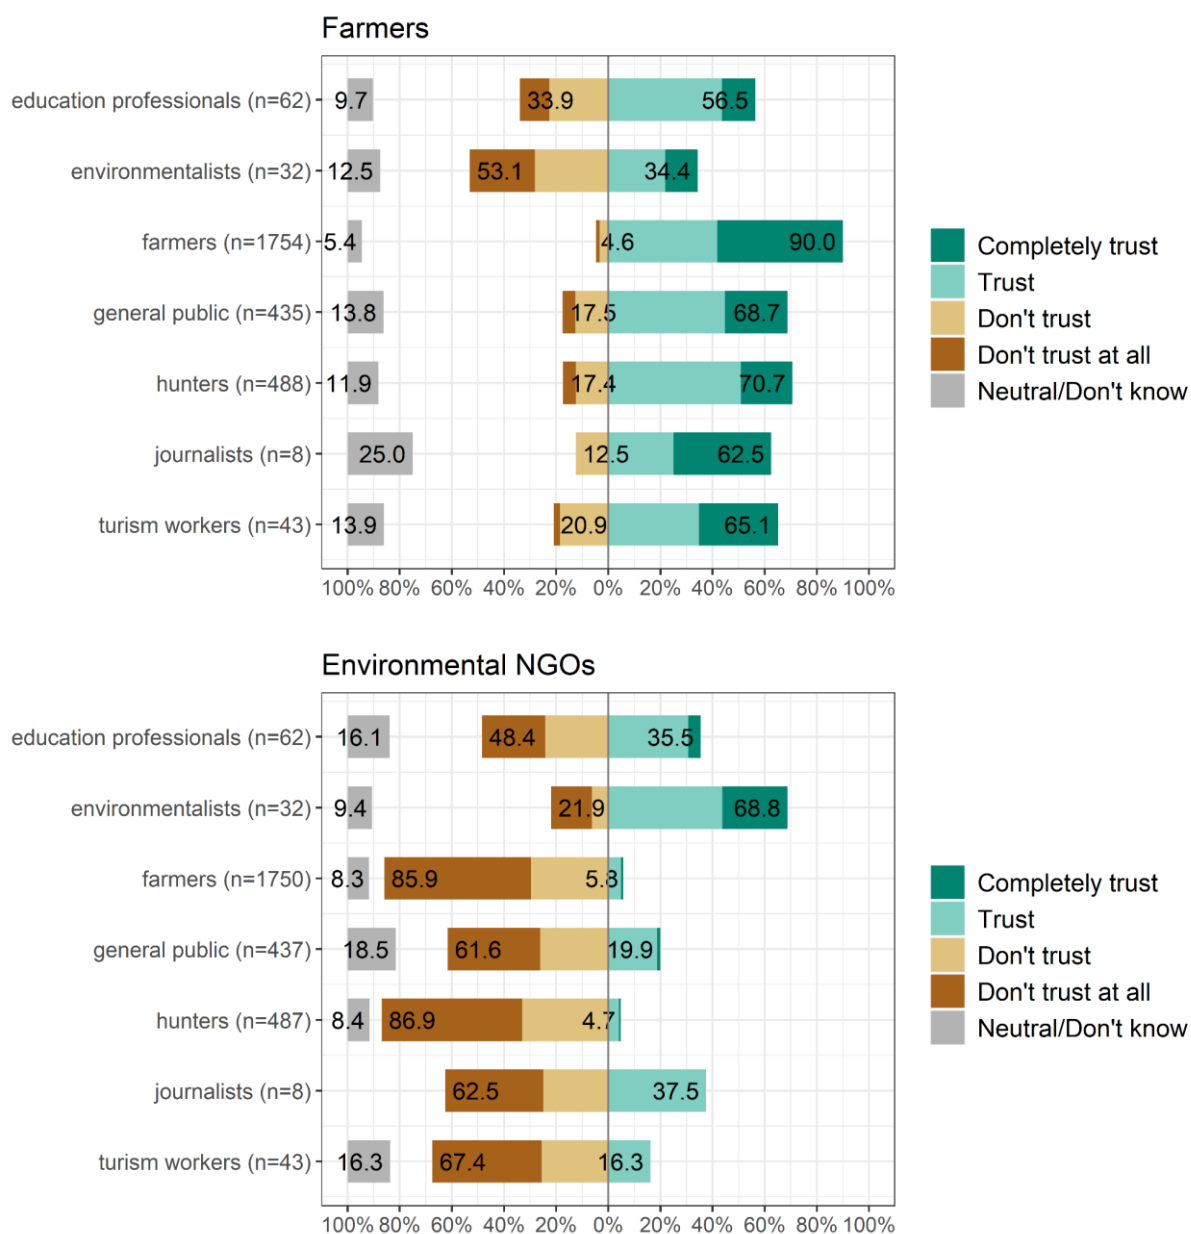 Farmers
education professionals (n=62) 9.7 33.9 56.5
environmentalists (n=32) 12.5 53.1 34.4
farmers (n=1754) 5.4 4.6 90.0
general public (n=435) 13.8 17.5 68.7
hunters (n=488) 11.9 17.4 70.7
journalists (n=8) 25.0 12.5 62.5
turism workers (n=43) 13.9 20.9 65.1
100% 80% 60% 40% 20% 0% 20% 40% 60% 80% 100%
Completely trust
Trust
Don't trust
Don't trust at all
Neutral/Don't know
Environmental NGOs
education professionals (n=62) 16.1 48.4 35.5
environmentalists (n=32) 9.4 21.9 68.8
farmers (n=1750) 8.3 85.9 5.8
general public (n=437) 18.5 61.6 19.9
hunters (n=487) 8.4 86.9 4.7
journalists (n=8) 62.5 37.5
turism workers (n=43) 16.3 67.4 16.3
100% 80% 60% 40% 20% 0% 20% 40% 60% 80% 100%
Completely trust
Trust
Don't trust
Don't trust at all
Neutral/Don't know